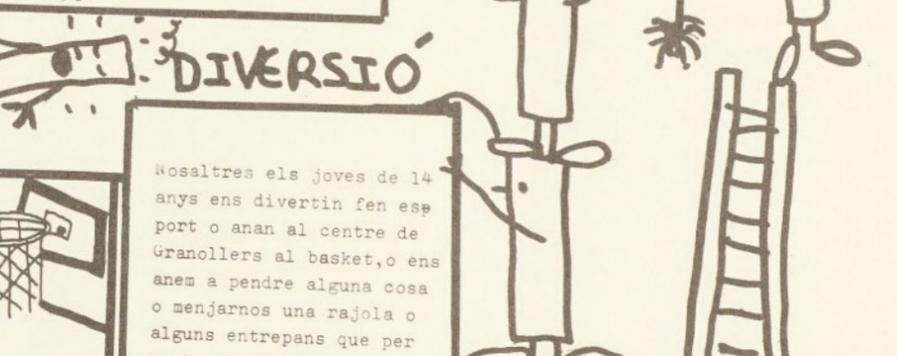 DIVERSIÓ
Nosaltres els joves de 14
anys ens divertin fen esp
port o anan al centre de
Granollers al basket,o ens
anem a pendre alguna cosa
o menjarnos una rajola o
alguns entrepans que per